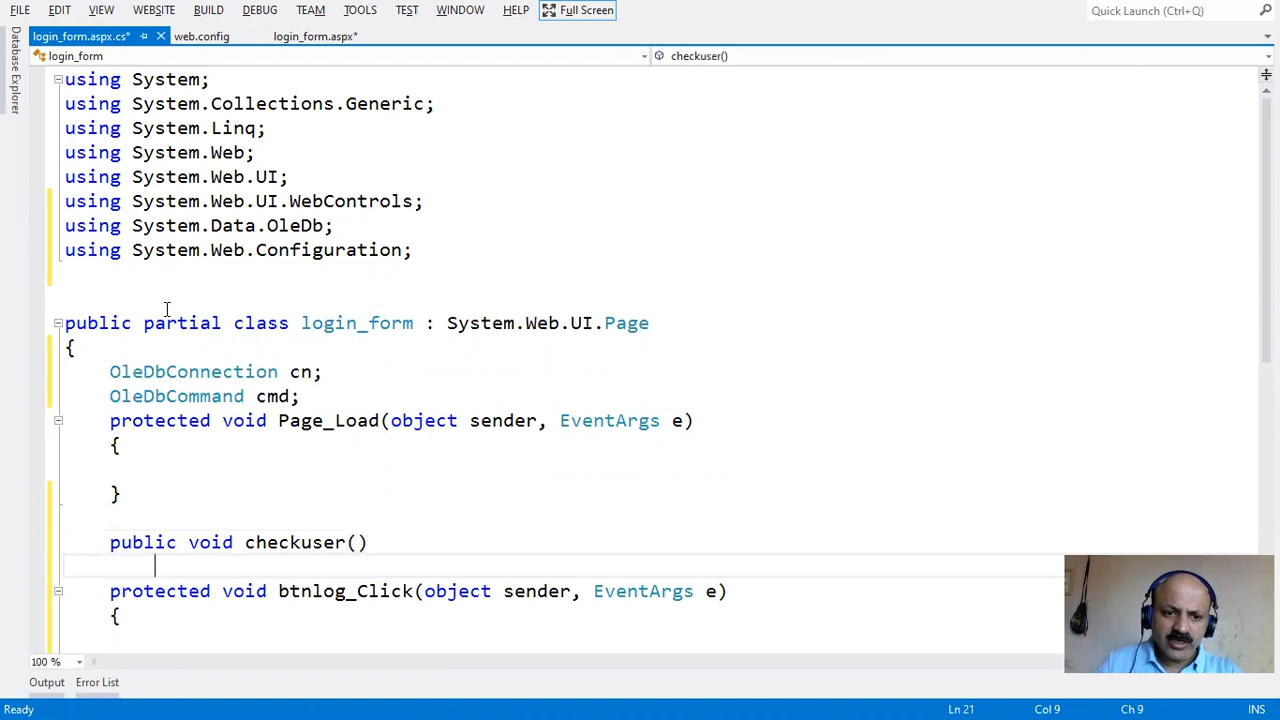 FILE EDIT VIEW WEBSITE BUILD DEBUG TEAM TOOLS TEST WINDOW HELP Full Screen Quick Launch (Ctrl+Q)
login_form.aspx.cs* web.config login_form.aspx*
Database Explorer
login_form checkuser()
using System;
using System.Collections.Generic;
using System.Linq;
using System.Web;
using System.Web.UI;
using System.Web.UI.WebControls;
using System.Data.OleDb;
using System.Web.Configuration;
public partial class login_form : System.Web.UI.Page
{
OleDbConnection cn;
OleDbCommand cmd;
protected void Page_Load(object sender, EventArgs e)
{
}
public void checkuser()
protected void btnlog_Click(object sender, EventArgs e)
{
100 %
Output Error List
Ready Ln 21 Col 9 Ch 9 INS